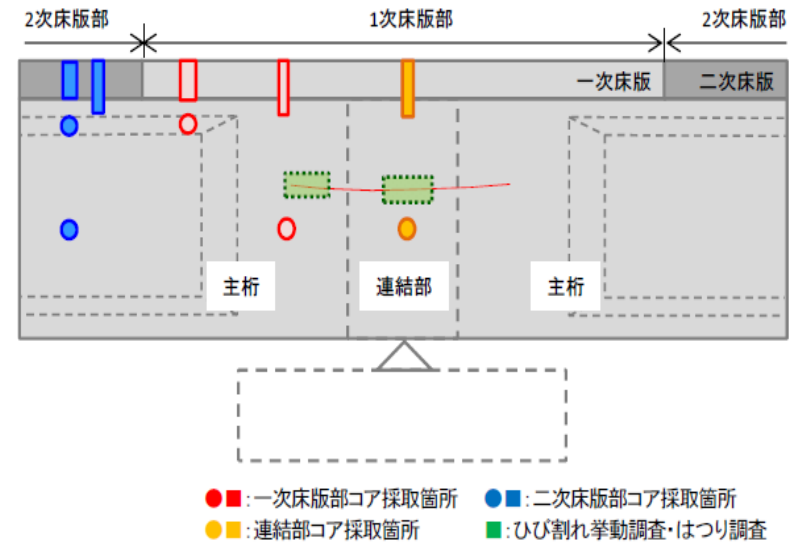 2次床版部 1次床版部 2次床版部
一次床版 二次床版
主桁 連結部 主桁
●■:一次床版部コア採取箇所 ●■:二次床版部コア採取箇所
●■:連結部コア採取箇所 ■:ひび割れ挙動調査・はつり調査